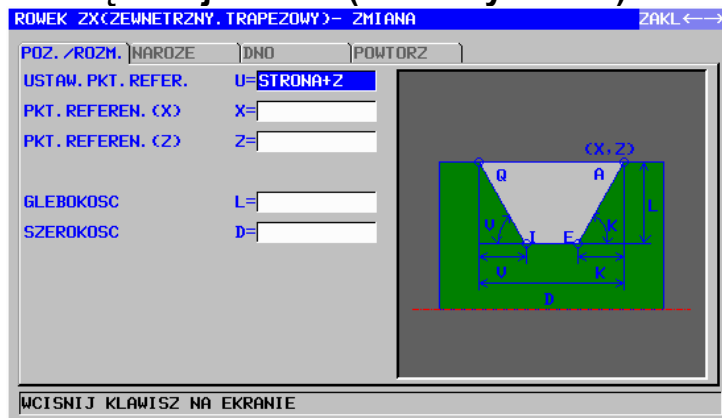 ROWEK ZX(ZEWNETRZNY.TRAPEZOWY)- ZMIANA ZAKL←→
POZ./ROZM. NAROZE DNO POWTORZ
USTAW.PKT.REFER. U=STRONA+Z
PKT.REFEREN.(X) X=
PKT.REFEREN.(Z) Z=
GLEBOKOSC L=
SZEROKOSC D=
(X,Z)
Q A
L
V I E K
V K
D
WCISNIJ KLAWISZ NA EKRANIE